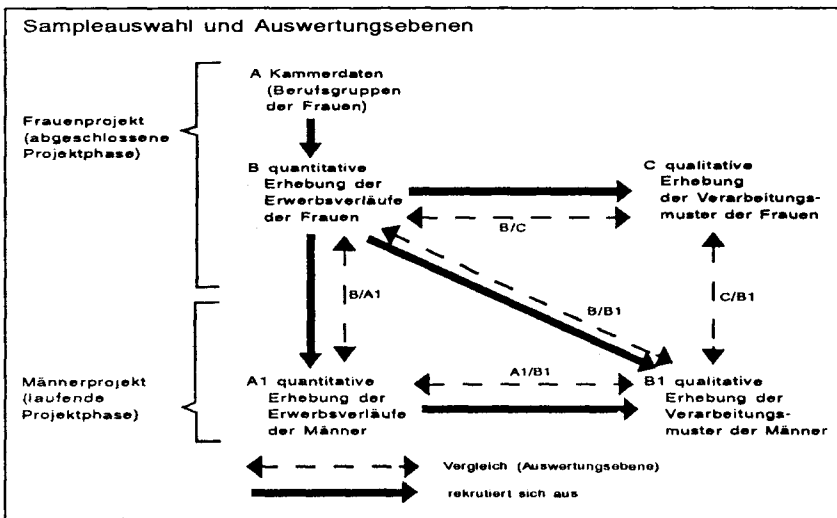 Sampleauswahl und Auswertungsebenen
A Kammerdaten
(Berufsgruppen
der Frauen)
Frauenprojekt
(abgeschlossene
Projektphase)
B quantitative
Erhebung der
Erwerbsverläufe
der Frauen
C qualitative
Erhebung
der Verarbeitungs-
muster der Frauen
B/C
B/A1
B/B1
C/B1
Männerprojekt
(laufende
Projektphase)
A1 quantitative
Erhebung der
Erwerbsverläufe
der Männer
A1/B1
B1 qualitative
Erhebung der
Verarbeitungs-
muster der Männer
Vergleich (Auswertungsebene)
rekrutiert sich aus